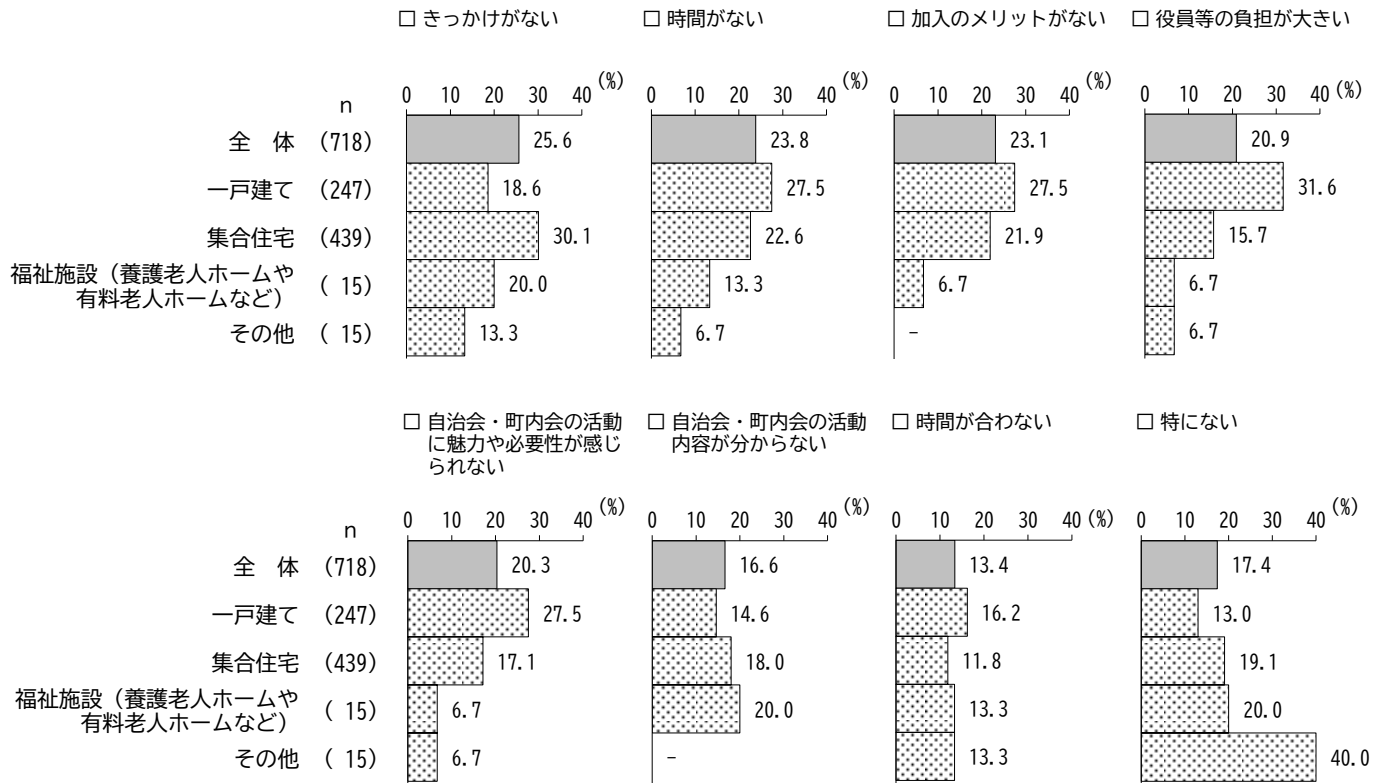 □ きっかけがない □ 時間がない □ 加入のメリットがない □ 役員等の負担が大きい
0 10 20 30 40 (%) 0 10 20 30 40 (%) 0 10 20 30 40 (%) 0 10 20 30 40 (%)
n
全 体 (718) 25.6 23.8 23.1 20.9
一戸建て (247) 18.6 27.5 27.5 31.6
集合住宅 (439) 30.1 22.6 21.9 15.7
福祉施設（養護老人ホームや
有料老人ホームなど） ( 15) 20.0 13.3 6.7 6.7
その他 ( 15) 13.3 6.7 - 6.7
□ 自治会・町内会の活動 □ 自治会・町内会の活動 □ 時間が合わない □ 特にない
に魅力や必要性が感じ 内容が分からない
られない
0 10 20 30 40 (%) 0 10 20 30 40 (%) 0 10 20 30 40 (%) 0 10 20 30 40 (%)
n
全 体 (718) 20.3 16.6 13.4 17.4
一戸建て (247) 27.5 14.6 16.2 13.0
集合住宅 (439) 17.1 18.0 11.8 19.1
福祉施設（養護老人ホームや
有料老人ホームなど） ( 15) 6.7 20.0 13.3 20.0
その他 ( 15) 6.7 - 13.3 40.0